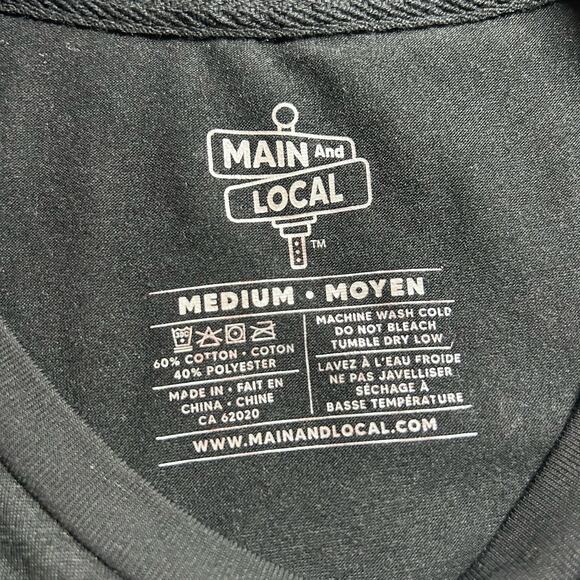 MAIN And
LOCAL
TM
MEDIUM • MOYEN
60% COTTON • COTON
40% POLYESTER
MADE IN • FAIT EN
CHINA • CHINE
CA 62020
MACHINE WASH COLD
DO NOT BLEACH
TUMBLE DRY LOW
LAVEZ À L'EAU FROIDE
NE PAS JAVELLISER
SÉCHAGE À
BASSE TEMPÉRATURE
WWW.MAINANDLOCAL.COM